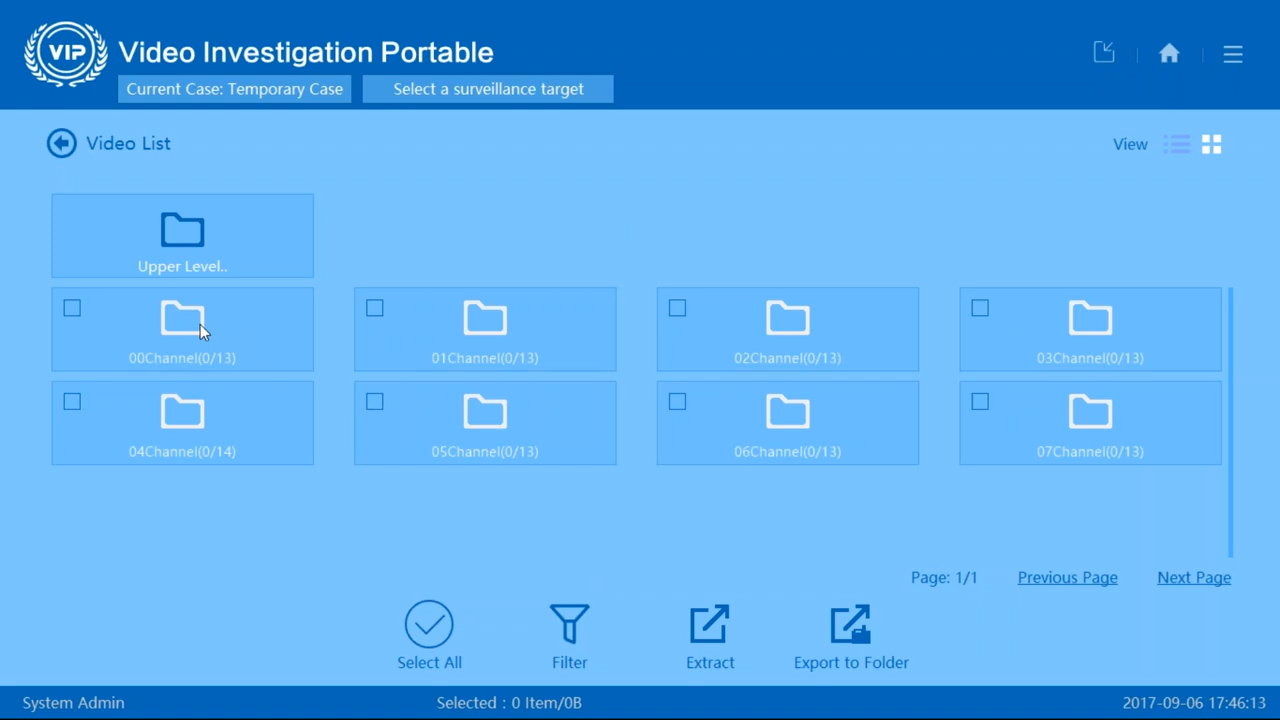 VIP
Video Investigation Portable
Current Case: Temporary Case
Select a surveillance target
Video List
View
Upper Level..
00Channel(0/13)
01Channel(0/13)
02Channel(0/13)
03Channel(0/13)
04Channel(0/14)
05Channel(0/13)
06Channel(0/13)
07Channel(0/13)
Page: 1/1
Previous Page
Next Page
Select All
Filter
Extract
Export to Folder
System Admin
Selected : 0 Item/0B
2017-09-06 17:46:13